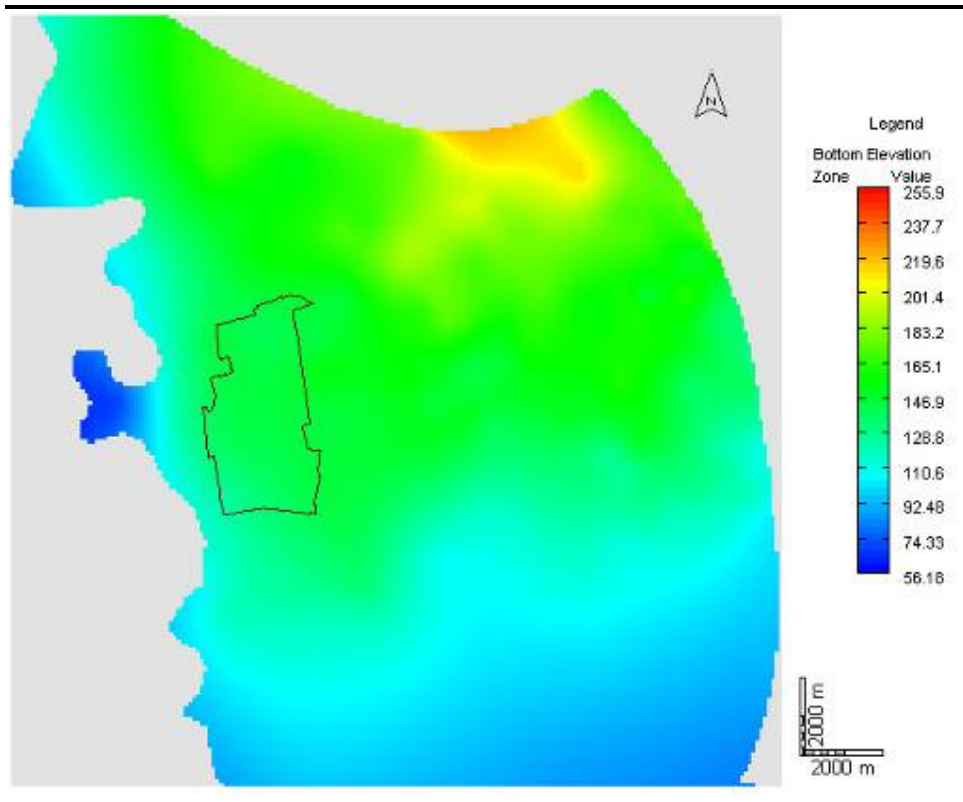 N
Legend
Bottom Elevation
Zone Value
255.9
237.7
219.6
201.4
183.2
165.1
146.9
128.8
110.6
92.48
74.33
56.18
2000 m
2000 m